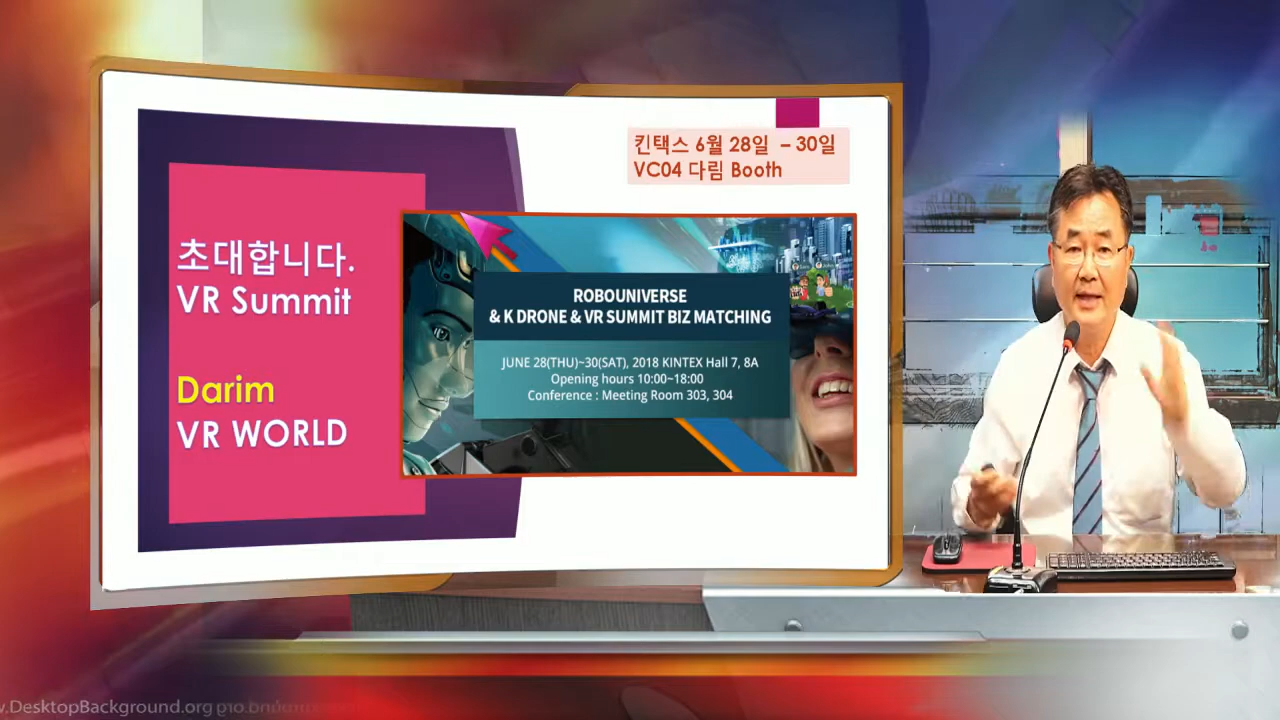 킨택스 6월 28일 – 30일
VC04 다림 Booth
초대합니다.
VR Summit
Darim
VR WORLD
ROBOUNIVERSE
& K DRONE & VR SUMMIT BIZ MATCHING
JUNE 28(THU)~30(SAT), 2018 KINTEX Hall 7, 8A
Opening hours 10:00~18:00
Conference : Meeting Room 303, 304
DesktopBackground.org